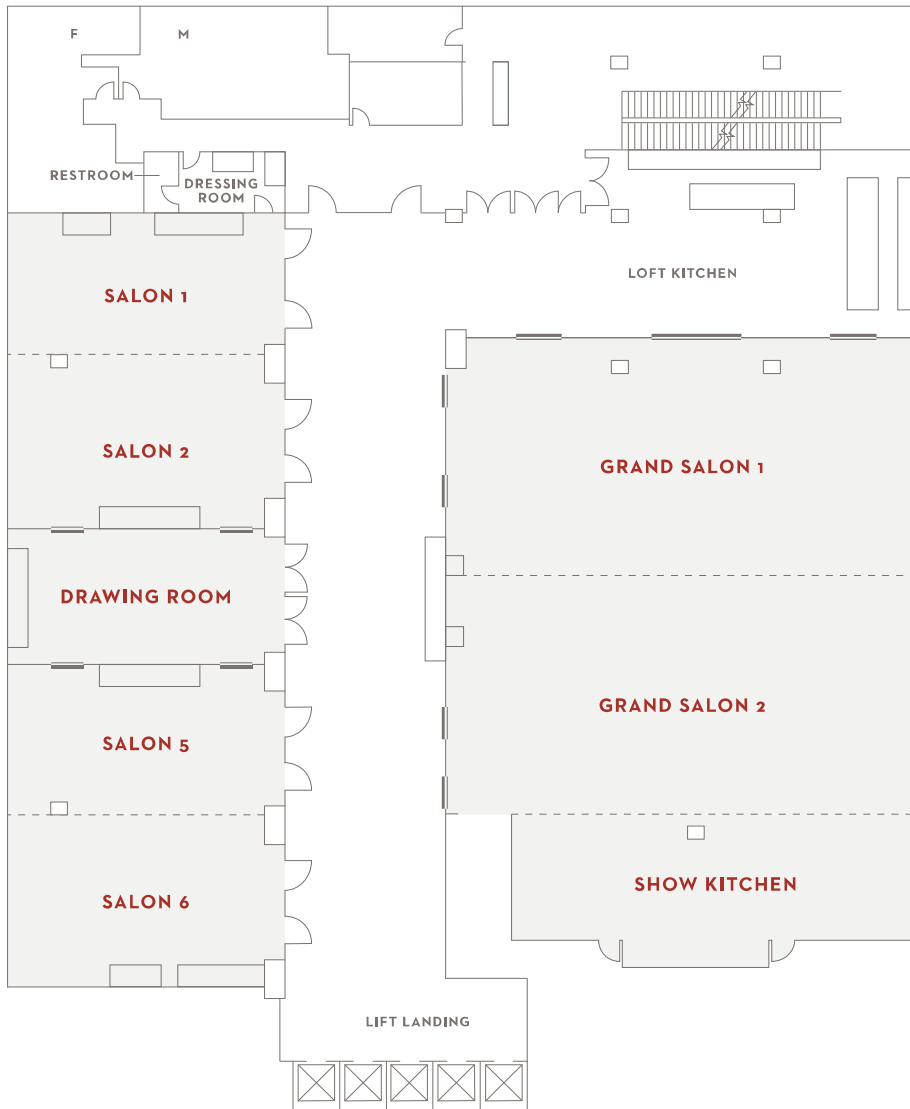 F
M
RESTROOM
DRESSING
ROOM
SALON 1
LOFT KITCHEN
SALON 2
GRAND SALON 1
DRAWING ROOM
GRAND SALON 2
SALON 5
SHOW KITCHEN
SALON 6
LIFT LANDING